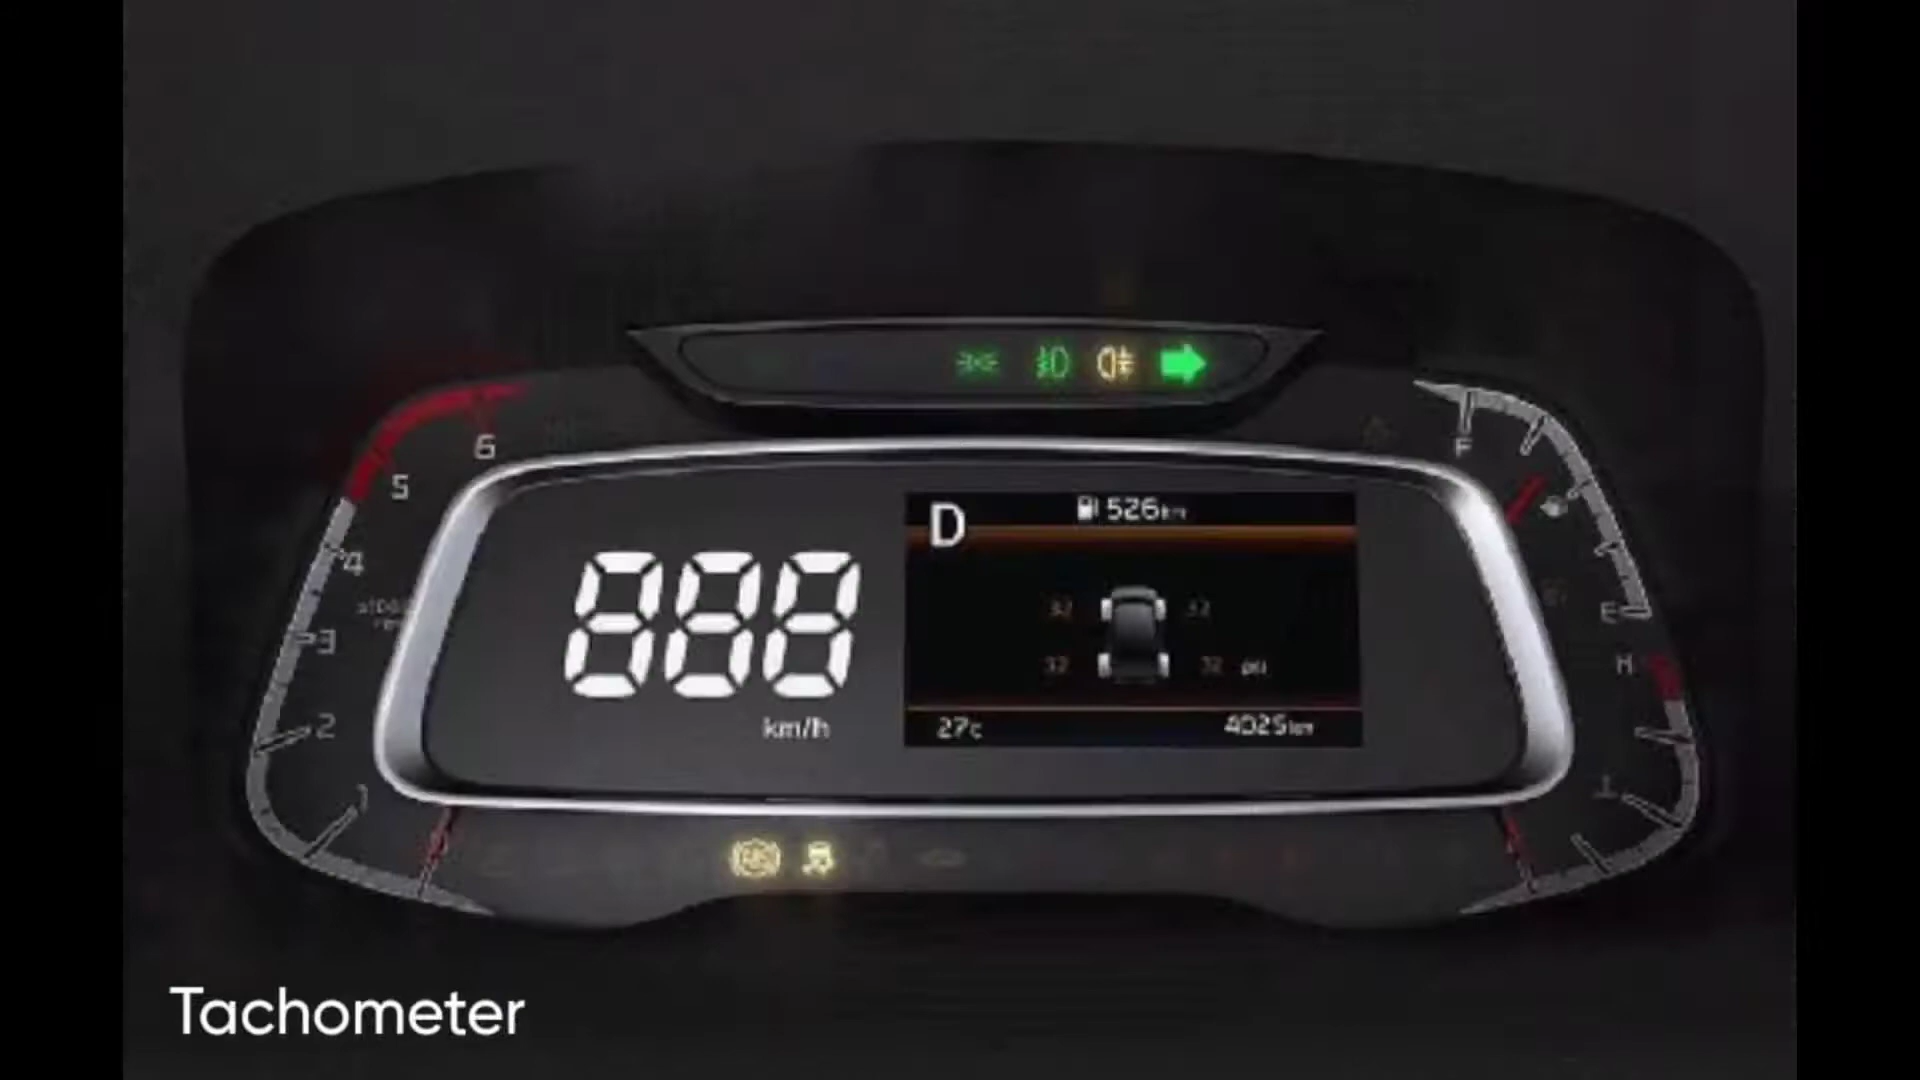 6
5
4
3
2
1
F
E
H
D
526km
888
km/h
32 32
32 32 psi
27c
4025km
Tachometer